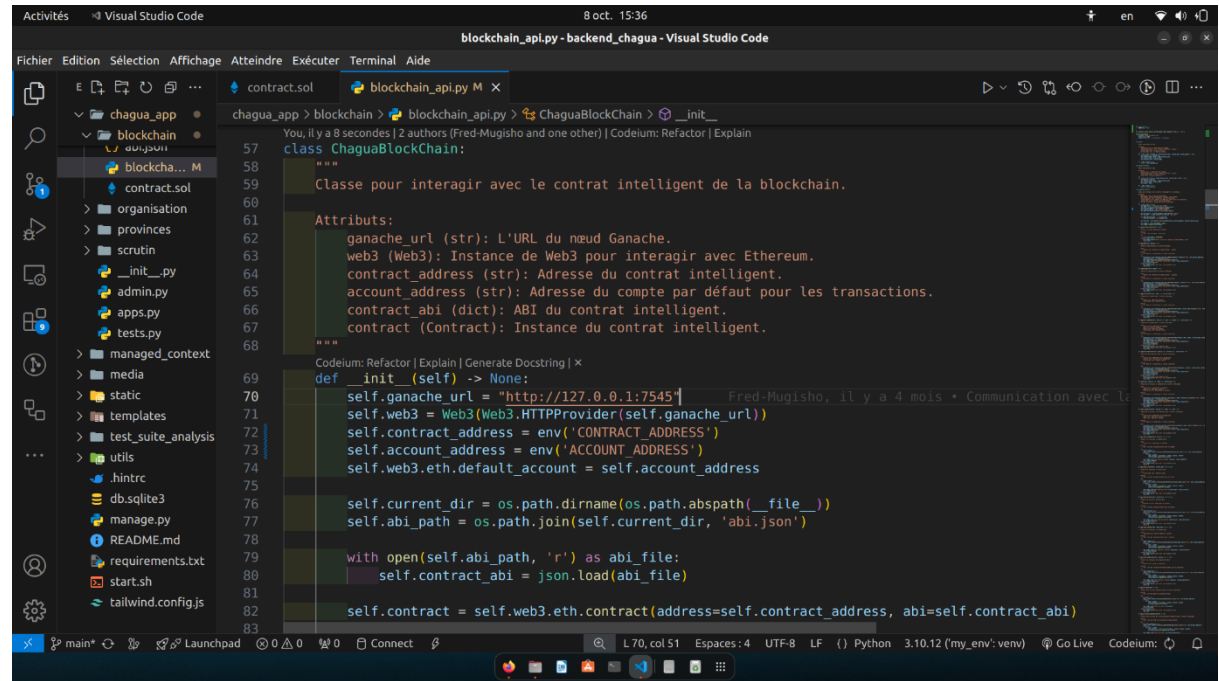 Activités Visual Studio Code 8 oct. 15:36 en
blockchain_api.py - backend_chagua - Visual Studio Code
Fichier Edition Sélection Affichage Atteindre Exécuter Terminal Aide
E ... contract.sol blockchain_api.py M ×
chagua_app chagua_app > blockchain > blockchain_api.py > ChaguaBlockChain > __init__
blockchain
abi.json
blockcha... M
contract.sol
organisation
provinces
scrutin
__init__.py
admin.py
apps.py
tests.py
managed_context
media
static
templates
test_suite_analysis
utils
.hintrc
db.sqlite3
manage.py
README.md
requirements.txt
start.sh
tailwind.config.js
1
9
You, il y a 8 secondes | 2 authors (Fred-Mugisho and one other) | Codeium: Refactor | Explain
57 class ChaguaBlockChain:
58 """
59 Classe pour interagir avec le contrat intelligent de la blockchain.
60
61 Attributs:
62 ganache_url (str): L'URL du nœud Ganache.
63 web3 (Web3): Instance de Web3 pour interagir avec Ethereum.
64 contract_address (str): Adresse du contrat intelligent.
65 account_address (str): Adresse du compte par défaut pour les transactions.
66 contract_abi (dict): ABI du contrat intelligent.
67 contract (Contract): Instance du contrat intelligent.
68 """
Codeium: Refactor | Explain | Generate Docstring | ×
69 def __init__(self) -> None:
70 self.ganache_url = "http://127.0.0.1:7545" Fred-Mugisho, il y a 4 mois • Communication avec la
71 self.web3 = Web3(Web3.HTTPProvider(self.ganache_url))
72 self.contract_address = env('CONTRACT_ADDRESS')
73 self.account_address = env('ACCOUNT_ADDRESS')
74 self.web3.eth.default_account = self.account_address
75
76 self.current_dir = os.path.dirname(os.path.abspath(__file__))
77 self.abi_path = os.path.join(self.current_dir, 'abi.json')
78
79 with open(self.abi_path, 'r') as abi_file:
80 self.contract_abi = json.load(abi_file)
81
82 self.contract = self.web3.eth.contract(address=self.contract_address, abi=self.contract_abi)
83
main* Launchpad 0 0 0 Connect L 70, col 51 Espaces : 4 UTF-8 LF {} Python 3.10.12 ('my_env': venv) Go Live Codeium: